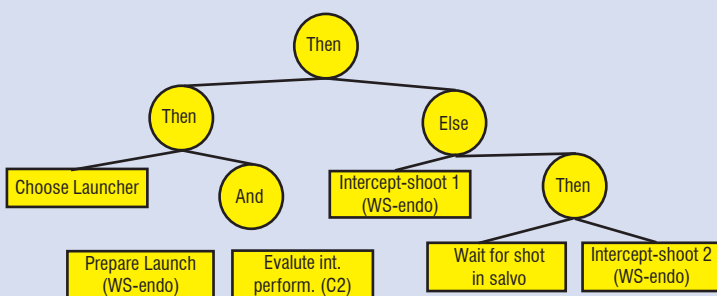 Then
Then
Else
Choose Launcher
And
Intercept-shoot 1
(WS-endo)
Then
Prepare Launch
(WS-endo)
Evalute int.
perform. (C2)
Wait for shot
in salvo
Intercept-shoot 2
(WS-endo)